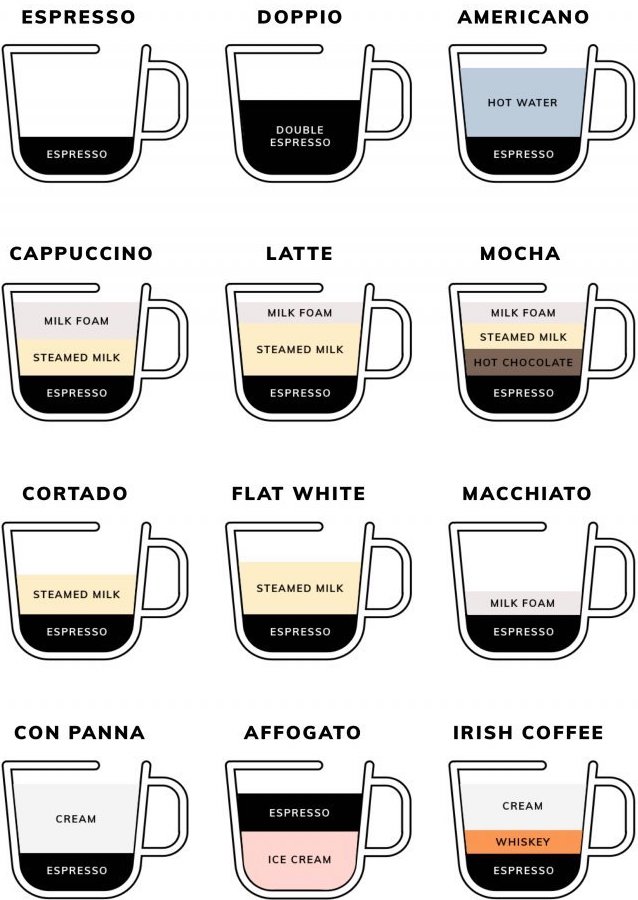 ESPRESSO
DOPPIO
AMERICANO
ESPRESSO
DOUBLE
ESPRESSO
HOT WATER
ESPRESSO
CAPPUCCINO
LATTE
MOCHA
MILK FOAM
STEAMED MILK
ESPRESSO
MILK FOAM
STEAMED MILK
ESPRESSO
MILK FOAM
STEAMED MILK
HOT CHOCOLATE
ESPRESSO
CORTADO
FLAT WHITE
MACCHIATO
STEAMED MILK
ESPRESSO
STEAMED MILK
ESPRESSO
MILK FOAM
ESPRESSO
CON PANNA
AFFOGATO
IRISH COFFEE
CREAM
ESPRESSO
ESPRESSO
ICE CREAM
CREAM
WHISKEY
ESPRESSO